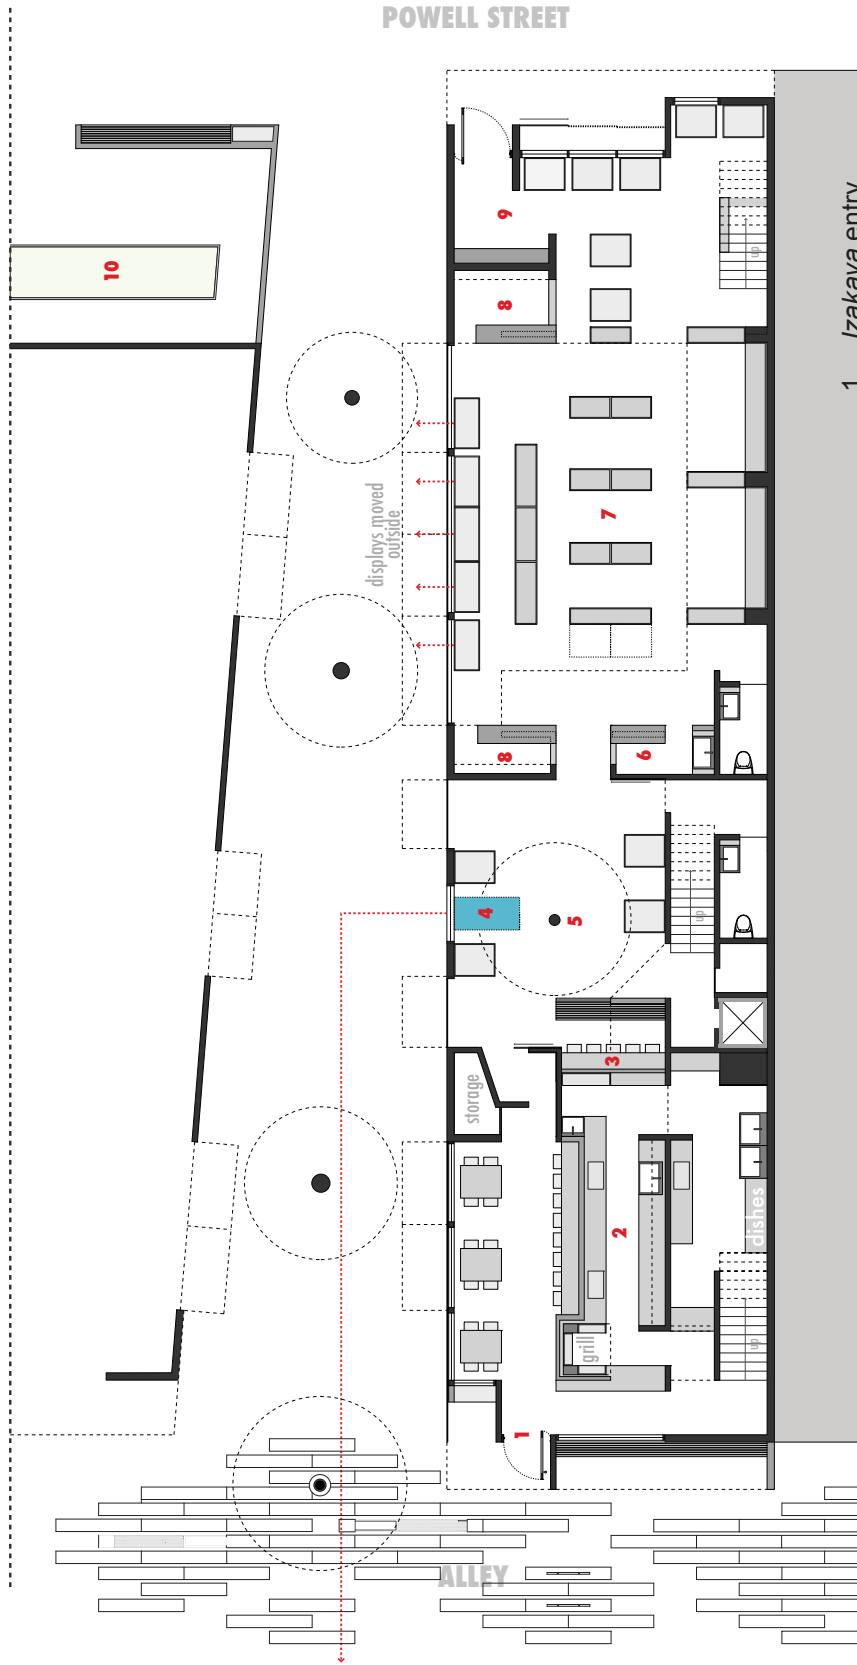 POWELL STREET
10
9
8
displays moved
outside
7
8
6
4
5
up
up
3
storage
2
dishes
grill
up
1
ALLEY
1 Izakaya entry